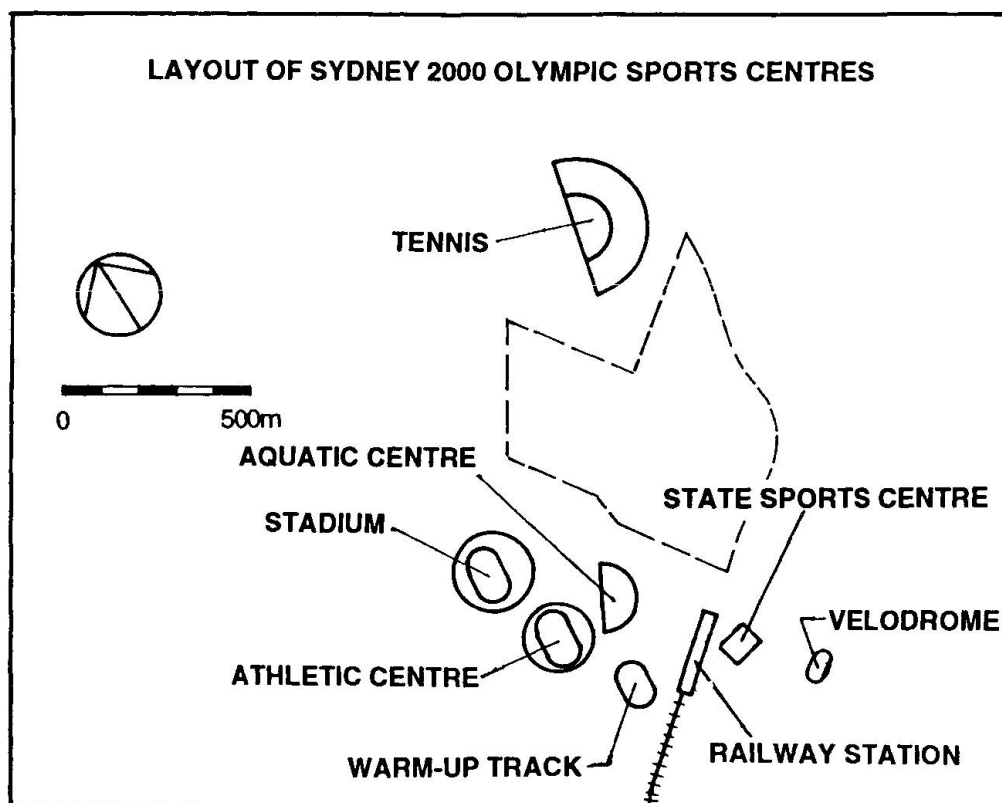 LAYOUT OF SYDNEY 2000 OLYMPIC SPORTS CENTRES
TENNIS
0 500m
AQUATIC CENTRE
STATE SPORTS CENTRE
STADIUM
VELODROME
ATHLETIC CENTRE
RAILWAY STATION
WARM-UP TRACK